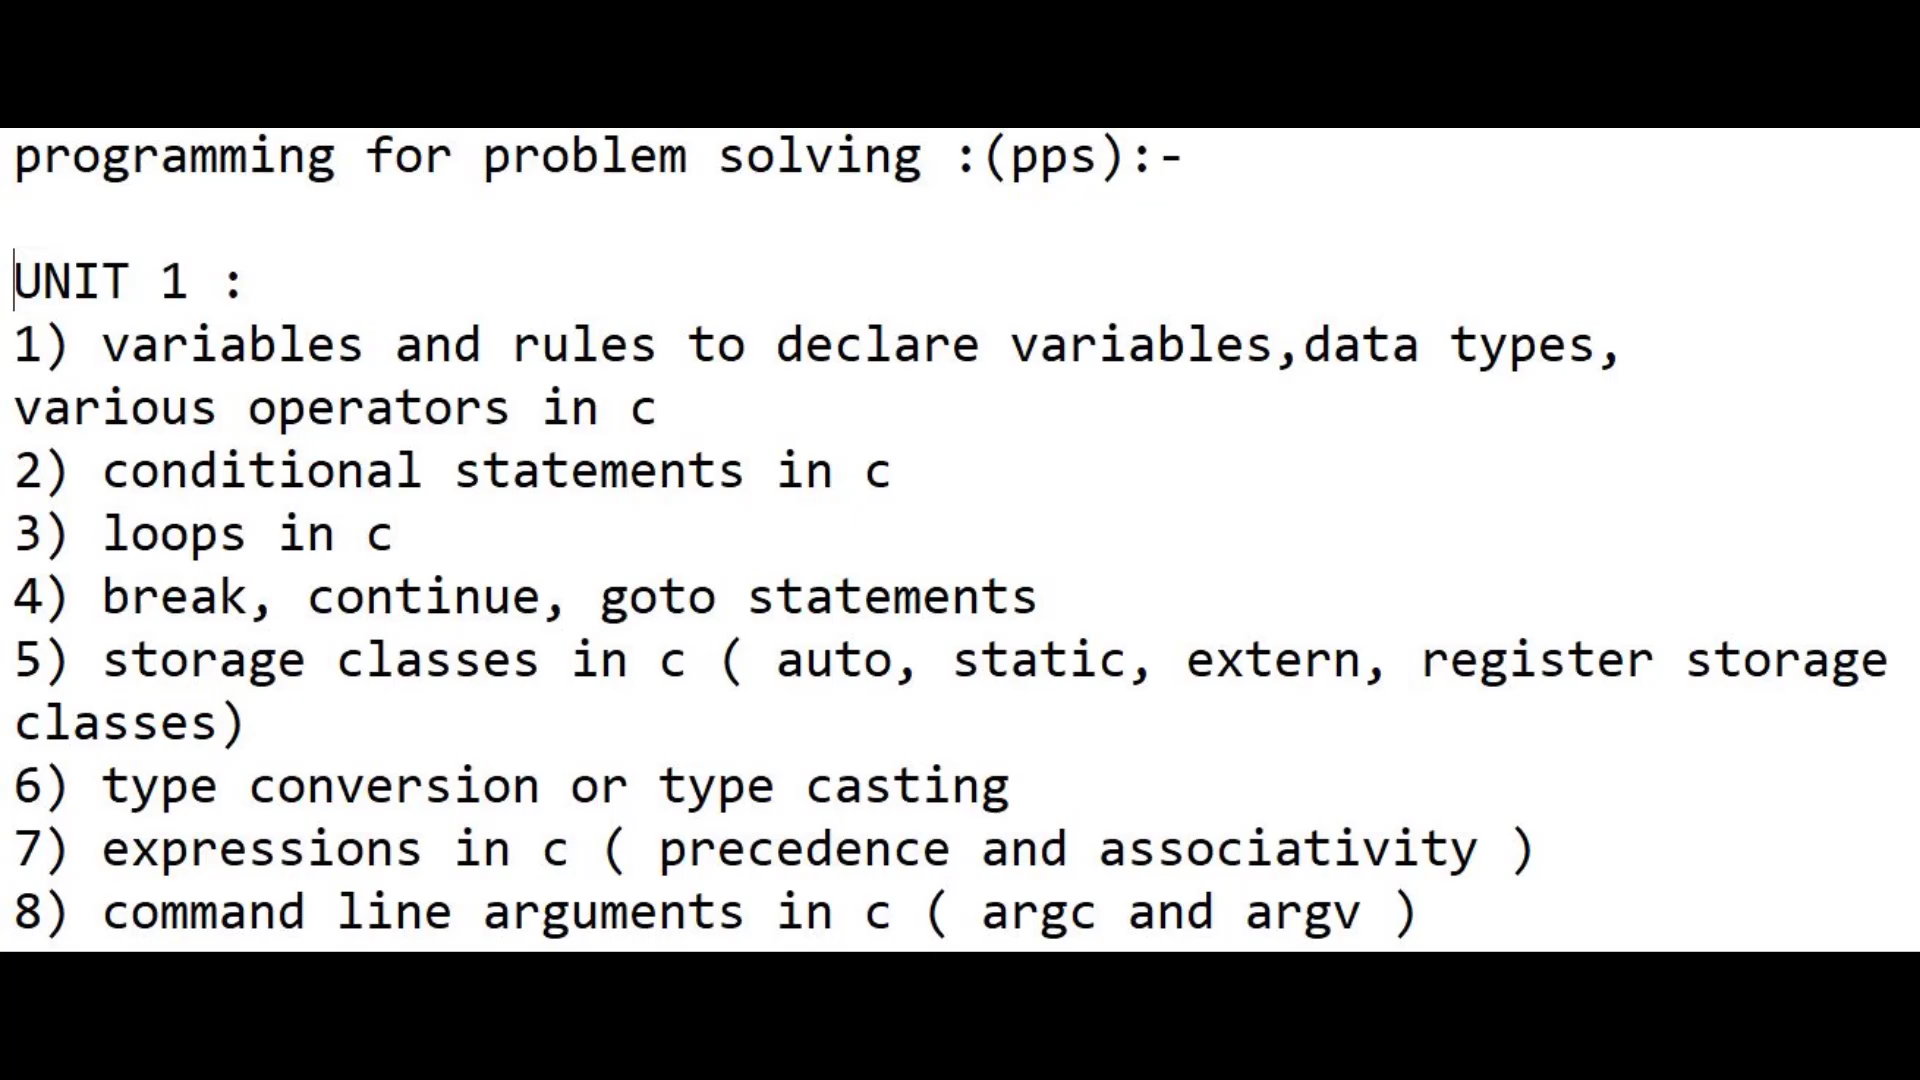 programming for problem solving :(pps):-
UNIT 1 :
1) variables and rules to declare variables,data types,
various operators in c
2) conditional statements in c
3) loops in c
4) break, continue, goto statements
5) storage classes in c ( auto, static, extern, register storage
classes)
6) type conversion or type casting
7) expressions in c ( precedence and associativity )
8) command line arguments in c ( argc and argv )